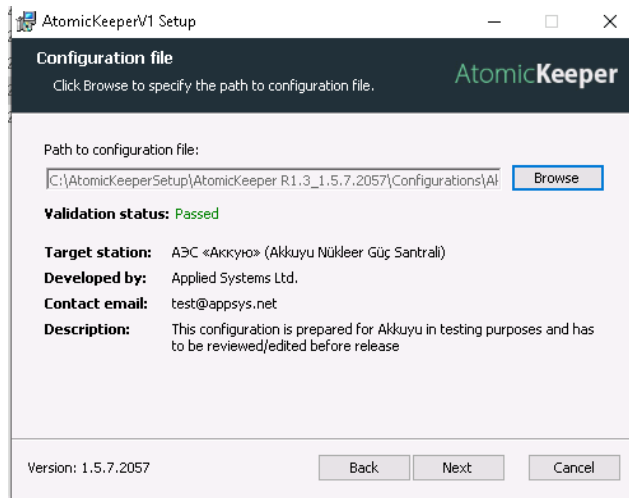 AtomicKeeperV1 Setup
Configuration file
Click Browse to specify the path to configuration file.
AtomicKeeper
Path to configuration file:
C:\AtomicKeeperSetup\AtomicKeeper R1.3_1.5.7.2057\Configurations\Ak
Browse
Validation status: Passed
Target station: АЭС «Аккую» (Akkuyu Nükleer Güç Santrali)
Developed by: Applied Systems Ltd.
Contact email: test@appsys.net
Description: This configuration is prepared for Akkuyu in testing purposes and has
to be reviewed/edited before release
Version: 1.5.7.2057
Back
Next
Cancel